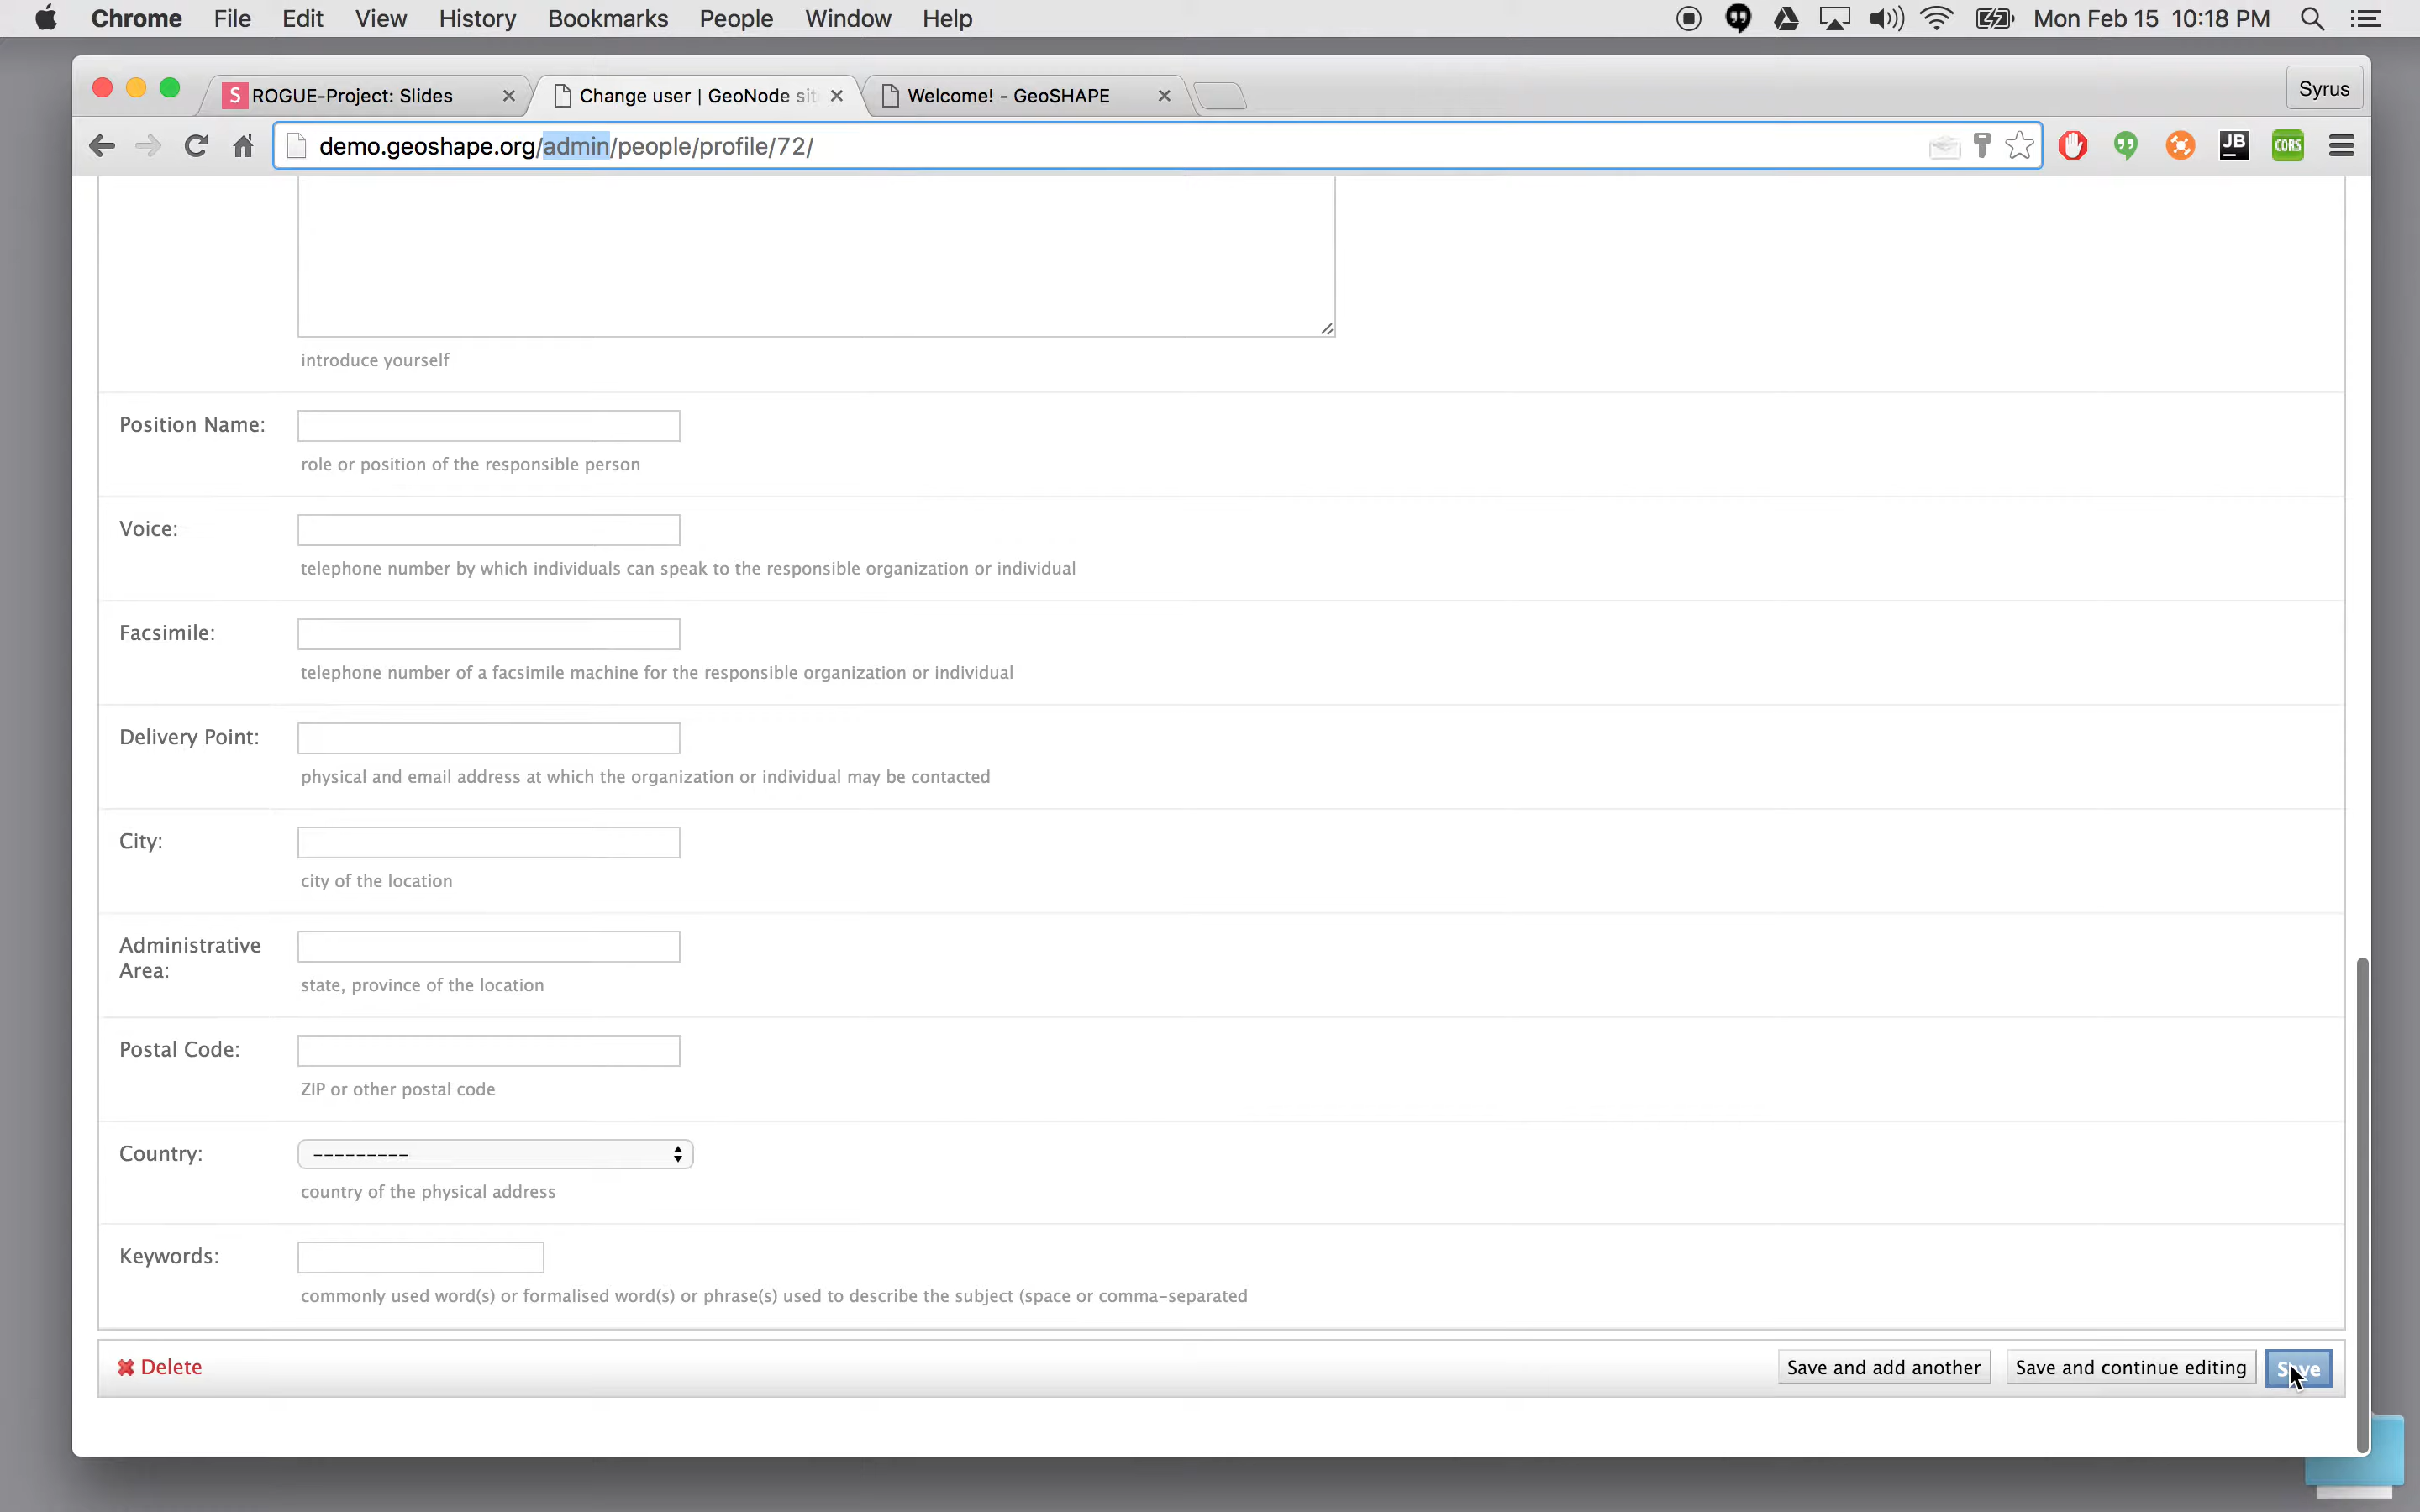 Chrome File Edit View History Bookmarks People Window Help Mon Feb 15 10:18 PM
S ROGUE-Project: Slides Change user | GeoNode sit Welcome! - GeoSHAPE Syrus
demo.geoshape.org/admin/people/profile/72/ JB CORS
introduce yourself
Position Name:
role or position of the responsible person
Voice:
telephone number by which individuals can speak to the responsible organization or individual
Facsimile:
telephone number of a facsimile machine for the responsible organization or individual
Delivery Point:
physical and email address at which the organization or individual may be contacted
City:
city of the location
Administrative
Area:
state, province of the location
Postal Code:
ZIP or other postal code
Country: ---------
country of the physical address
Keywords:
commonly used word(s) or formalised word(s) or phrase(s) used to describe the subject (space or comma-separated
Delete Save and add another Save and continue editing Save